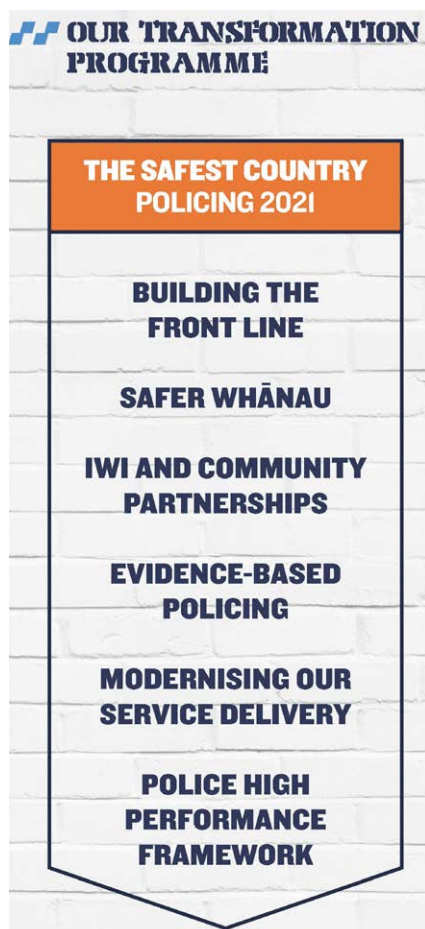 OUR TRANSFORMATION
PROGRAMME
THE SAFEST COUNTRY
POLICING 2021
BUILDING THE
FRONT LINE
SAFER WHĀNAU
IWI AND COMMUNITY
PARTNERSHIPS
EVIDENCE-BASED
POLICING
MODERNISING OUR
SERVICE DELIVERY
POLICE HIGH
PERFORMANCE
FRAMEWORK